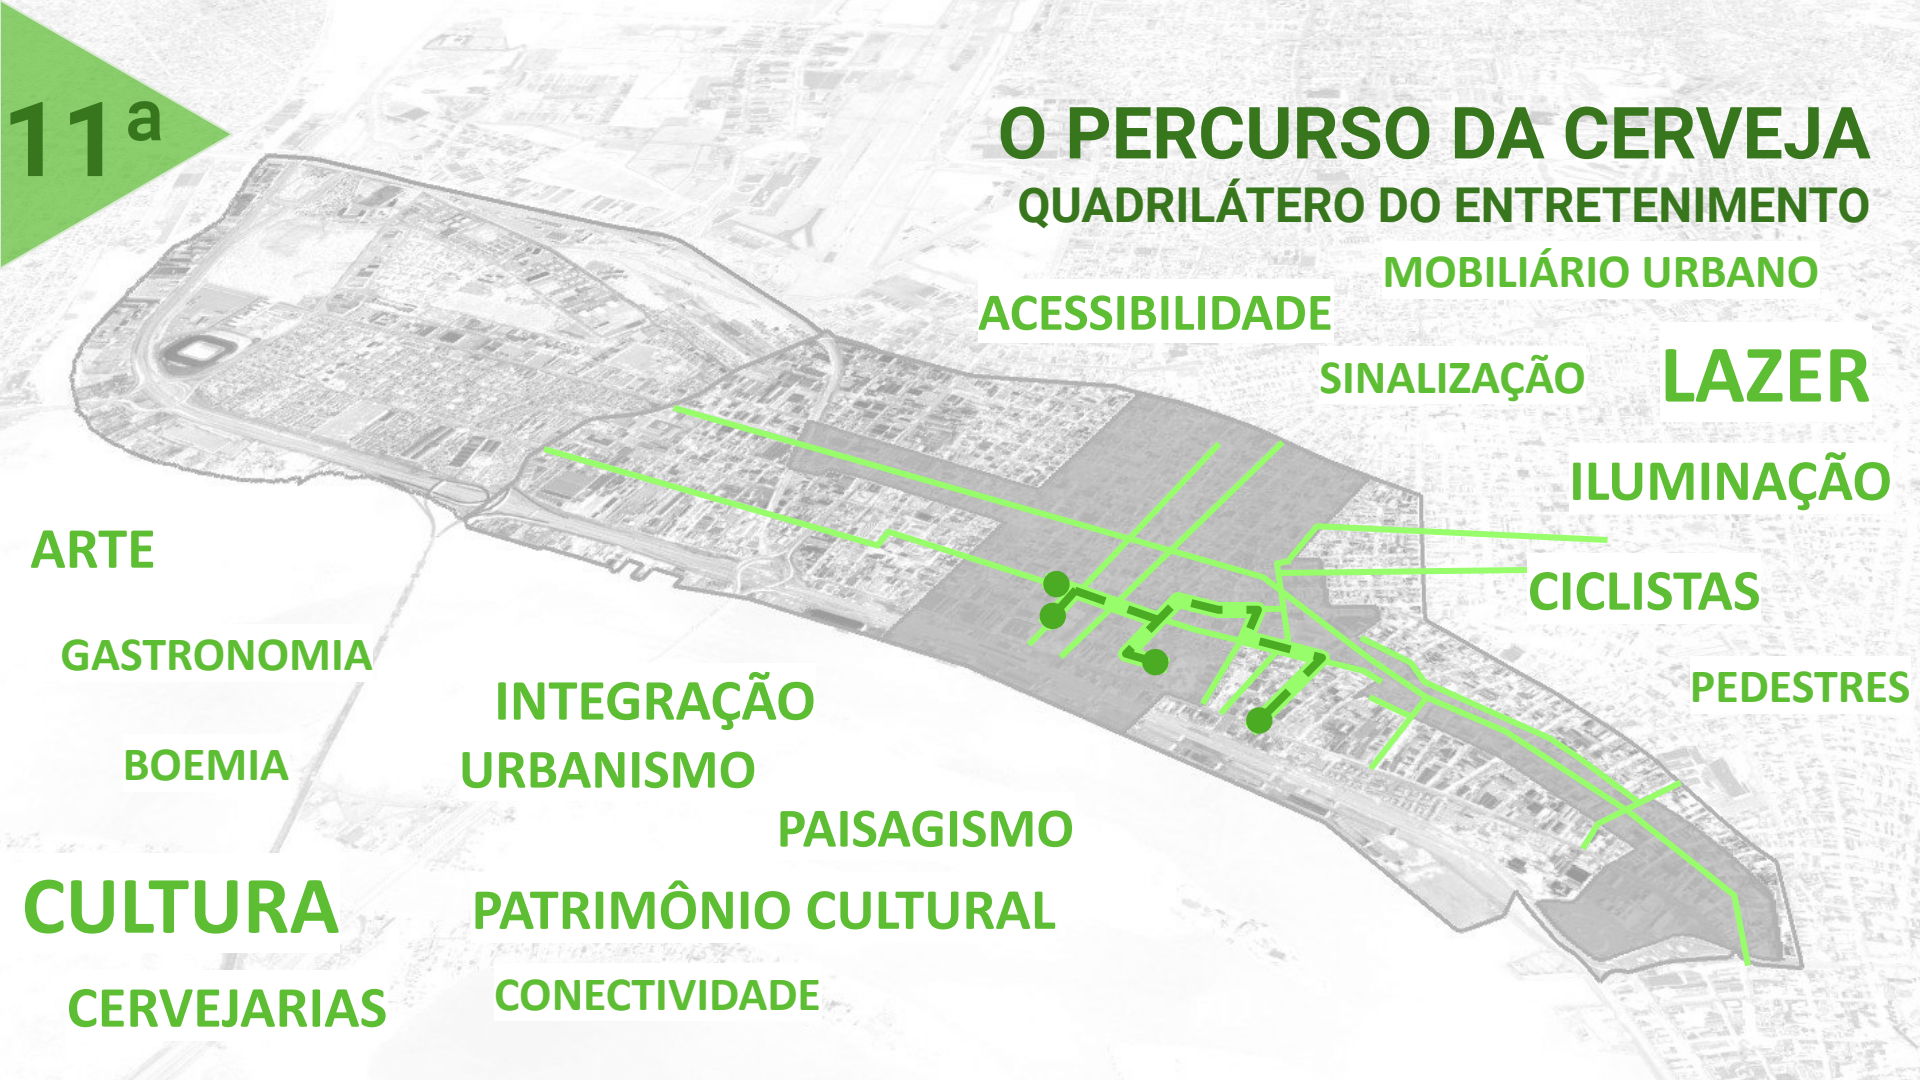 11ª
O PERCURSO DA CERVEJA
QUADRILÁTERO DO ENTRETENIMENTO
MOBILIÁRIO URBANO
ACESSIBILIDADE
SINALIZAÇÃO
LAZER
ILUMINAÇÃO
ARTE
CICLISTAS
GASTRONOMIA
PEDESTRES
INTEGRAÇÃO
BOEMIA
URBANISMO
PAISAGISMO
CULTURA
PATRIMÔNIO CULTURAL
CERVEJARIAS
CONECTIVIDADE